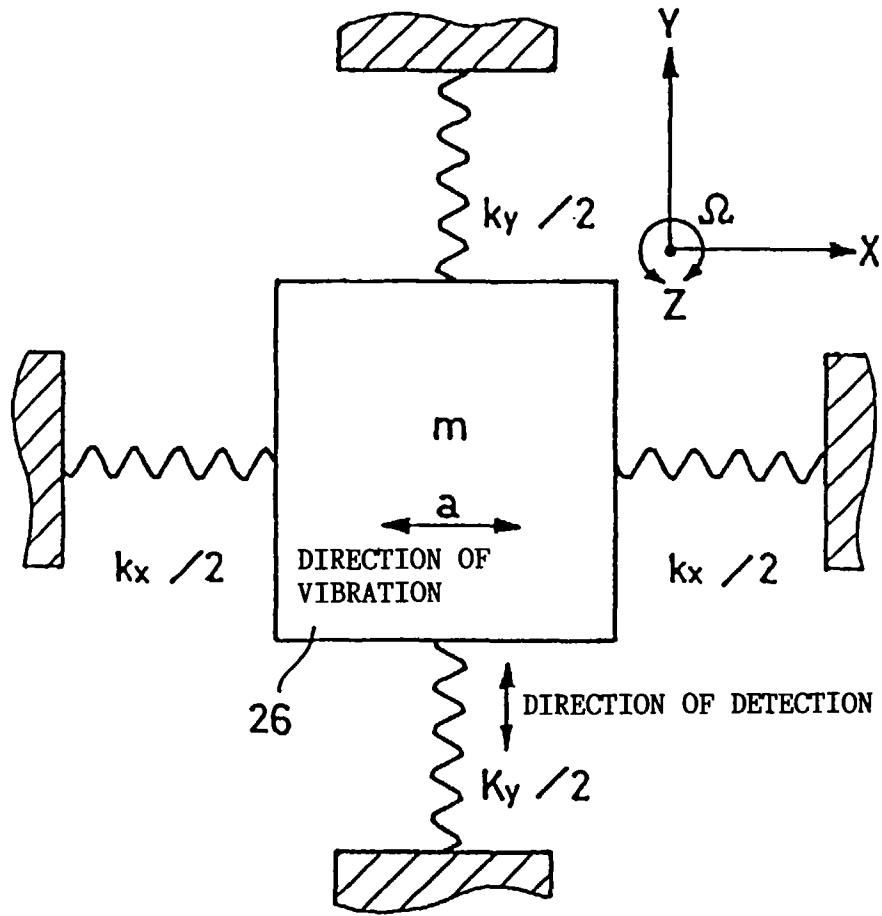 Y
ky /2
Ω
X
Z
m
a
DIRECTION OF
VIBRATION
kx /2
kx /2
26
DIRECTION OF DETECTION
Ky /2